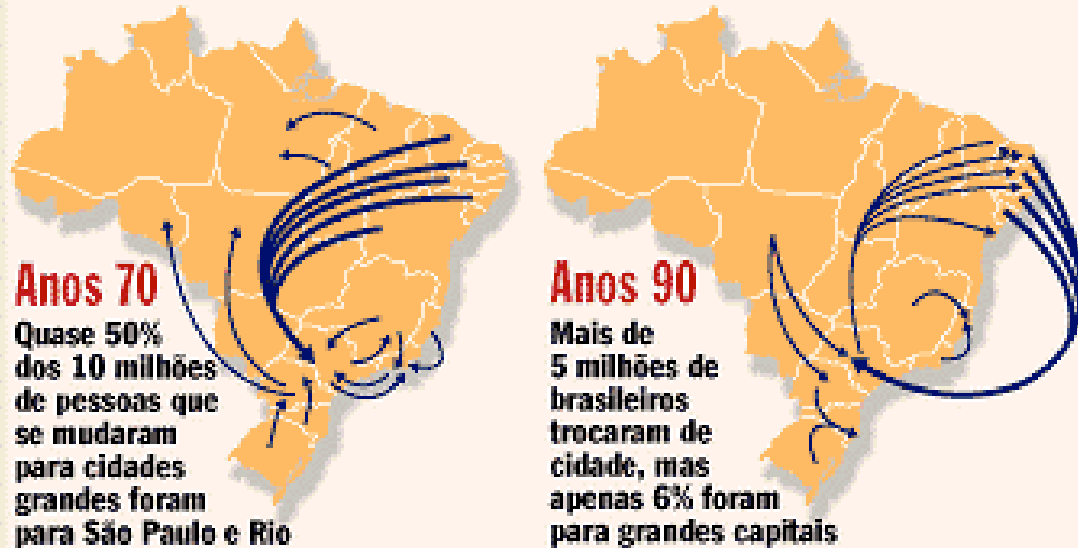 Anos 70
Quase 50%
dos 10 milhões
de pessoas que
se mudaram
para cidades
grandes foram
para São Paulo e Rio
Anos 90
Mais de
5 milhões de
brasileiros
trocaram de
cidade, mas
apenas 6% foram
para grandes capitais